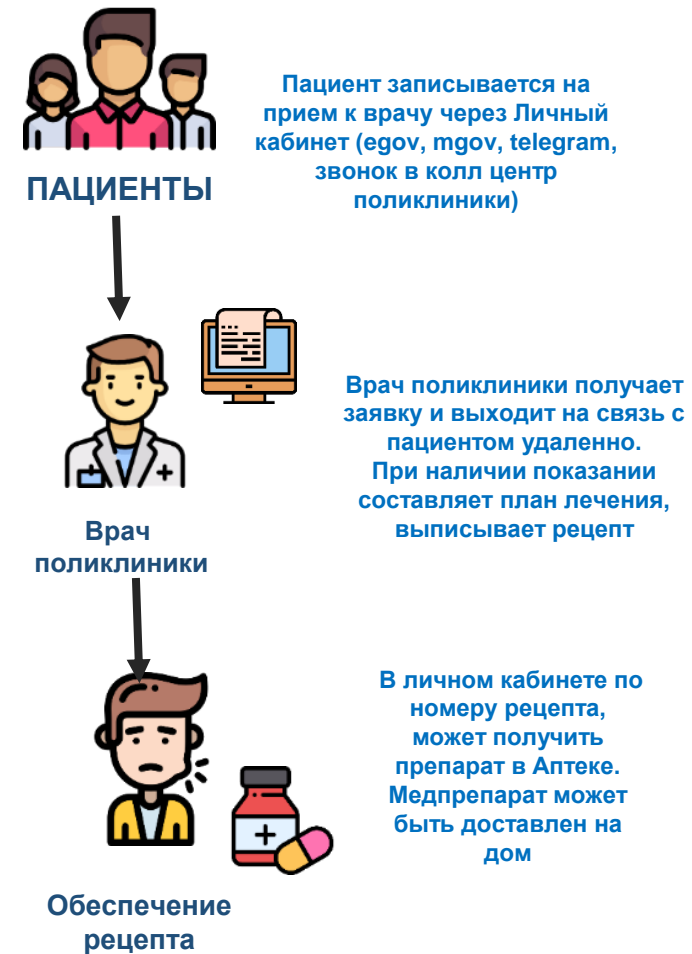 Пациент записывается на
прием к врачу через Личный
кабинет (egov, mgov, telegram,
звонок в колл центр
поликлиники)
ПАЦИЕНТЫ
Врач поликлиники получает
заявку и выходит на связь с
пациентом удаленно.
При наличии показании
составляет план лечения,
выписывает рецепт
Врач
поликлиники
В личном кабинете по
номеру рецепта,
может получить
препарат в Аптеке.
Медпрепарат может
быть доставлен на
дом
Обеспечение
рецепта